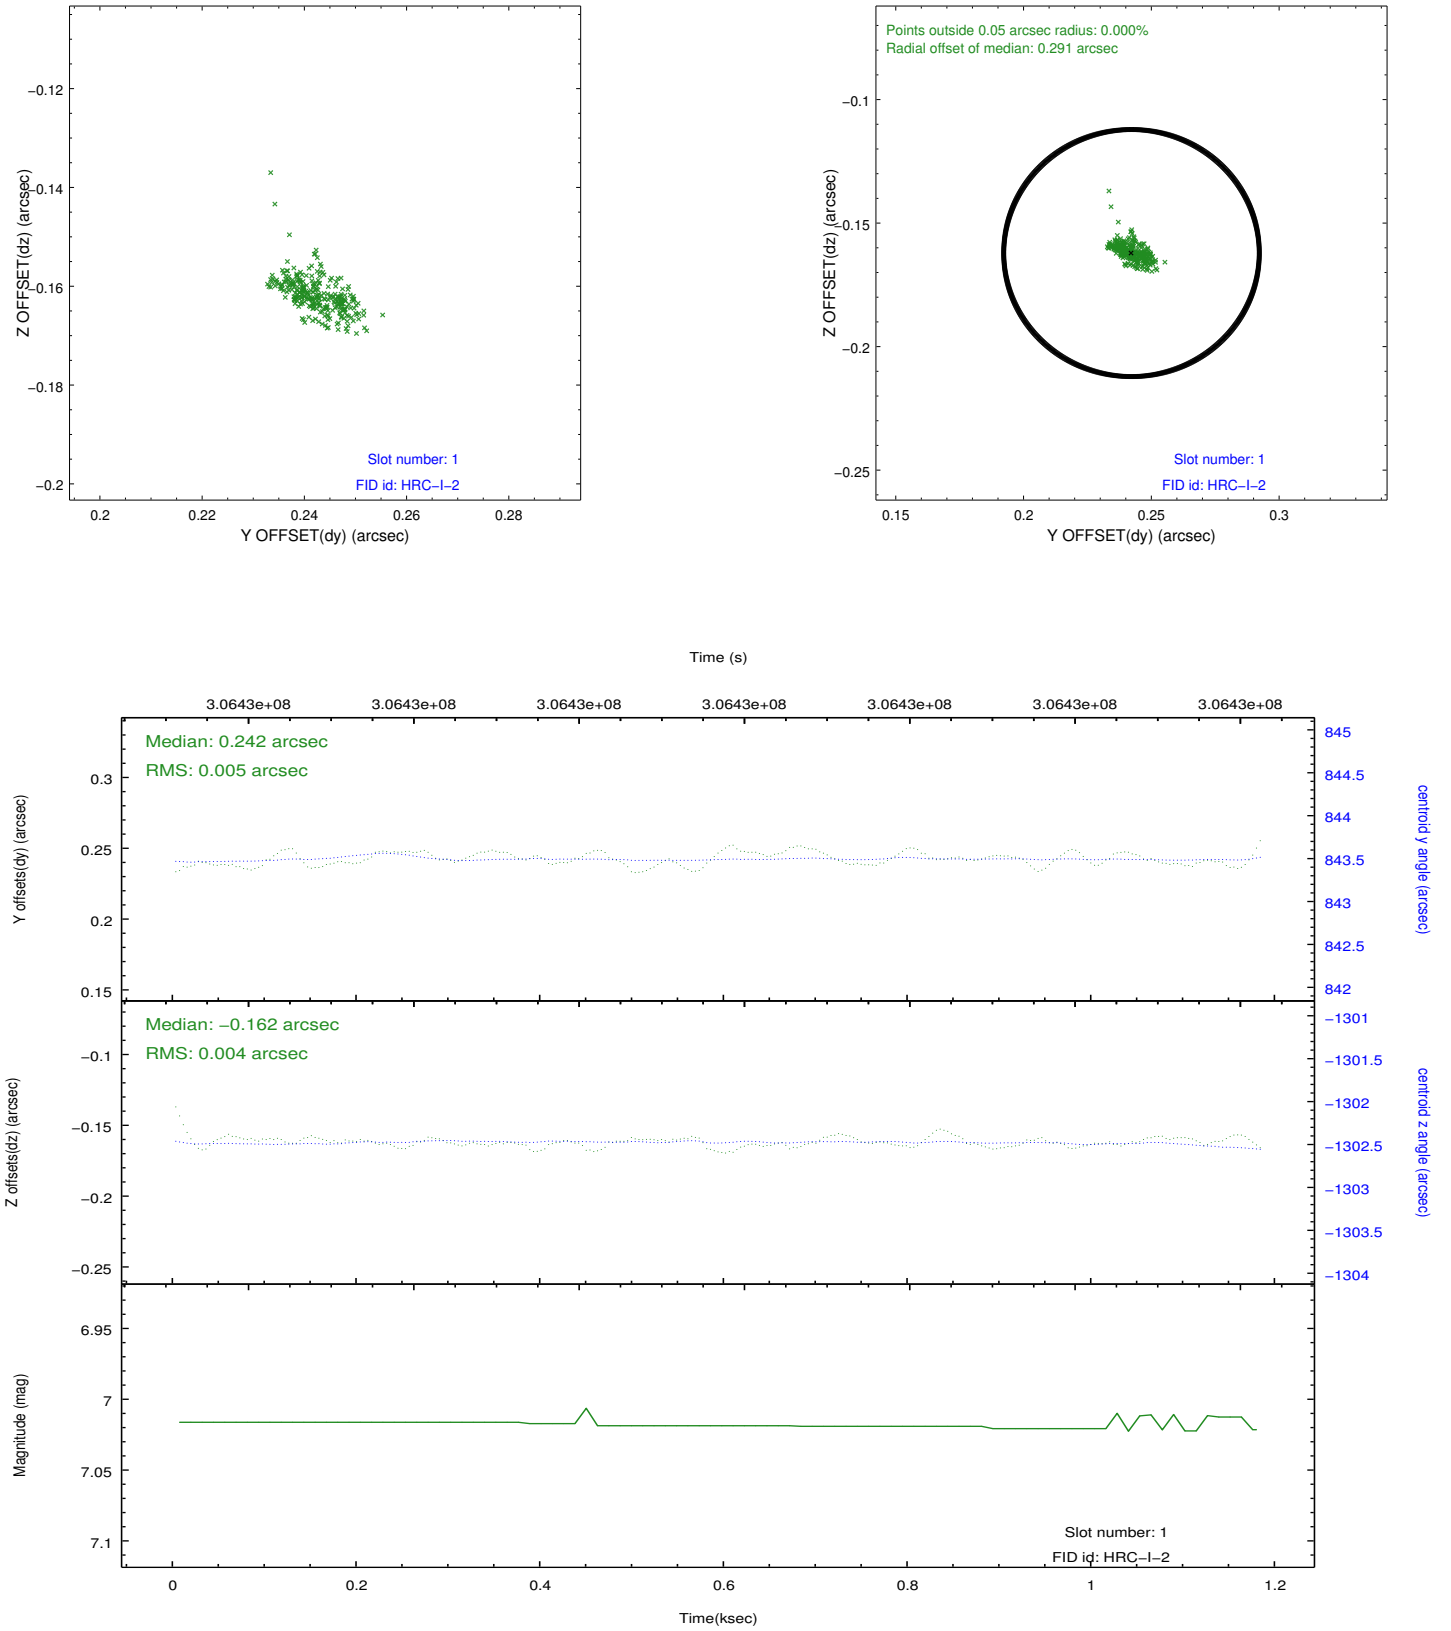 −0.12
−0.14
−0.16
−0.18
−0.2
Z OFFSET(dz) (arcsec)
Slot number: 1
FID id: HRC−I−2
0.2 0.22 0.24 0.26 0.28
Y OFFSET(dy) (arcsec)
Points outside 0.05 arcsec radius: 0.000%
Radial offset of median: 0.291 arcsec
−0.1
−0.15
−0.2
−0.25
Z OFFSET(dz) (arcsec)
Slot number: 1
FID id: HRC−I−2
0.15 0.2 0.25 0.3
Y OFFSET(dy) (arcsec)
Time (s)
3.0643e+08 3.0643e+08 3.0643e+08 3.0643e+08 3.0643e+08 3.0643e+08 3.0643e+08
Median: 0.242 arcsec
RMS: 0.005 arcsec
0.3
0.25
0.2
0.15
Y offsets(dy) (arcsec)
845
844.5
844
843.5
843
842.5
842
centroid y angle (arcsec)
Median: −0.162 arcsec
RMS: 0.004 arcsec
−0.1
−0.15
−0.2
−0.25
Z offsets(dz) (arcsec)
−1301
−1301.5
−1302
−1302.5
−1303
−1303.5
−1304
centroid z angle (arcsec)
6.95
7
7.05
7.1
Magnitude (mag)
Slot number: 1
FID id: HRC−I−2
0 0.2 0.4 0.6 0.8 1 1.2
Time(ksec)